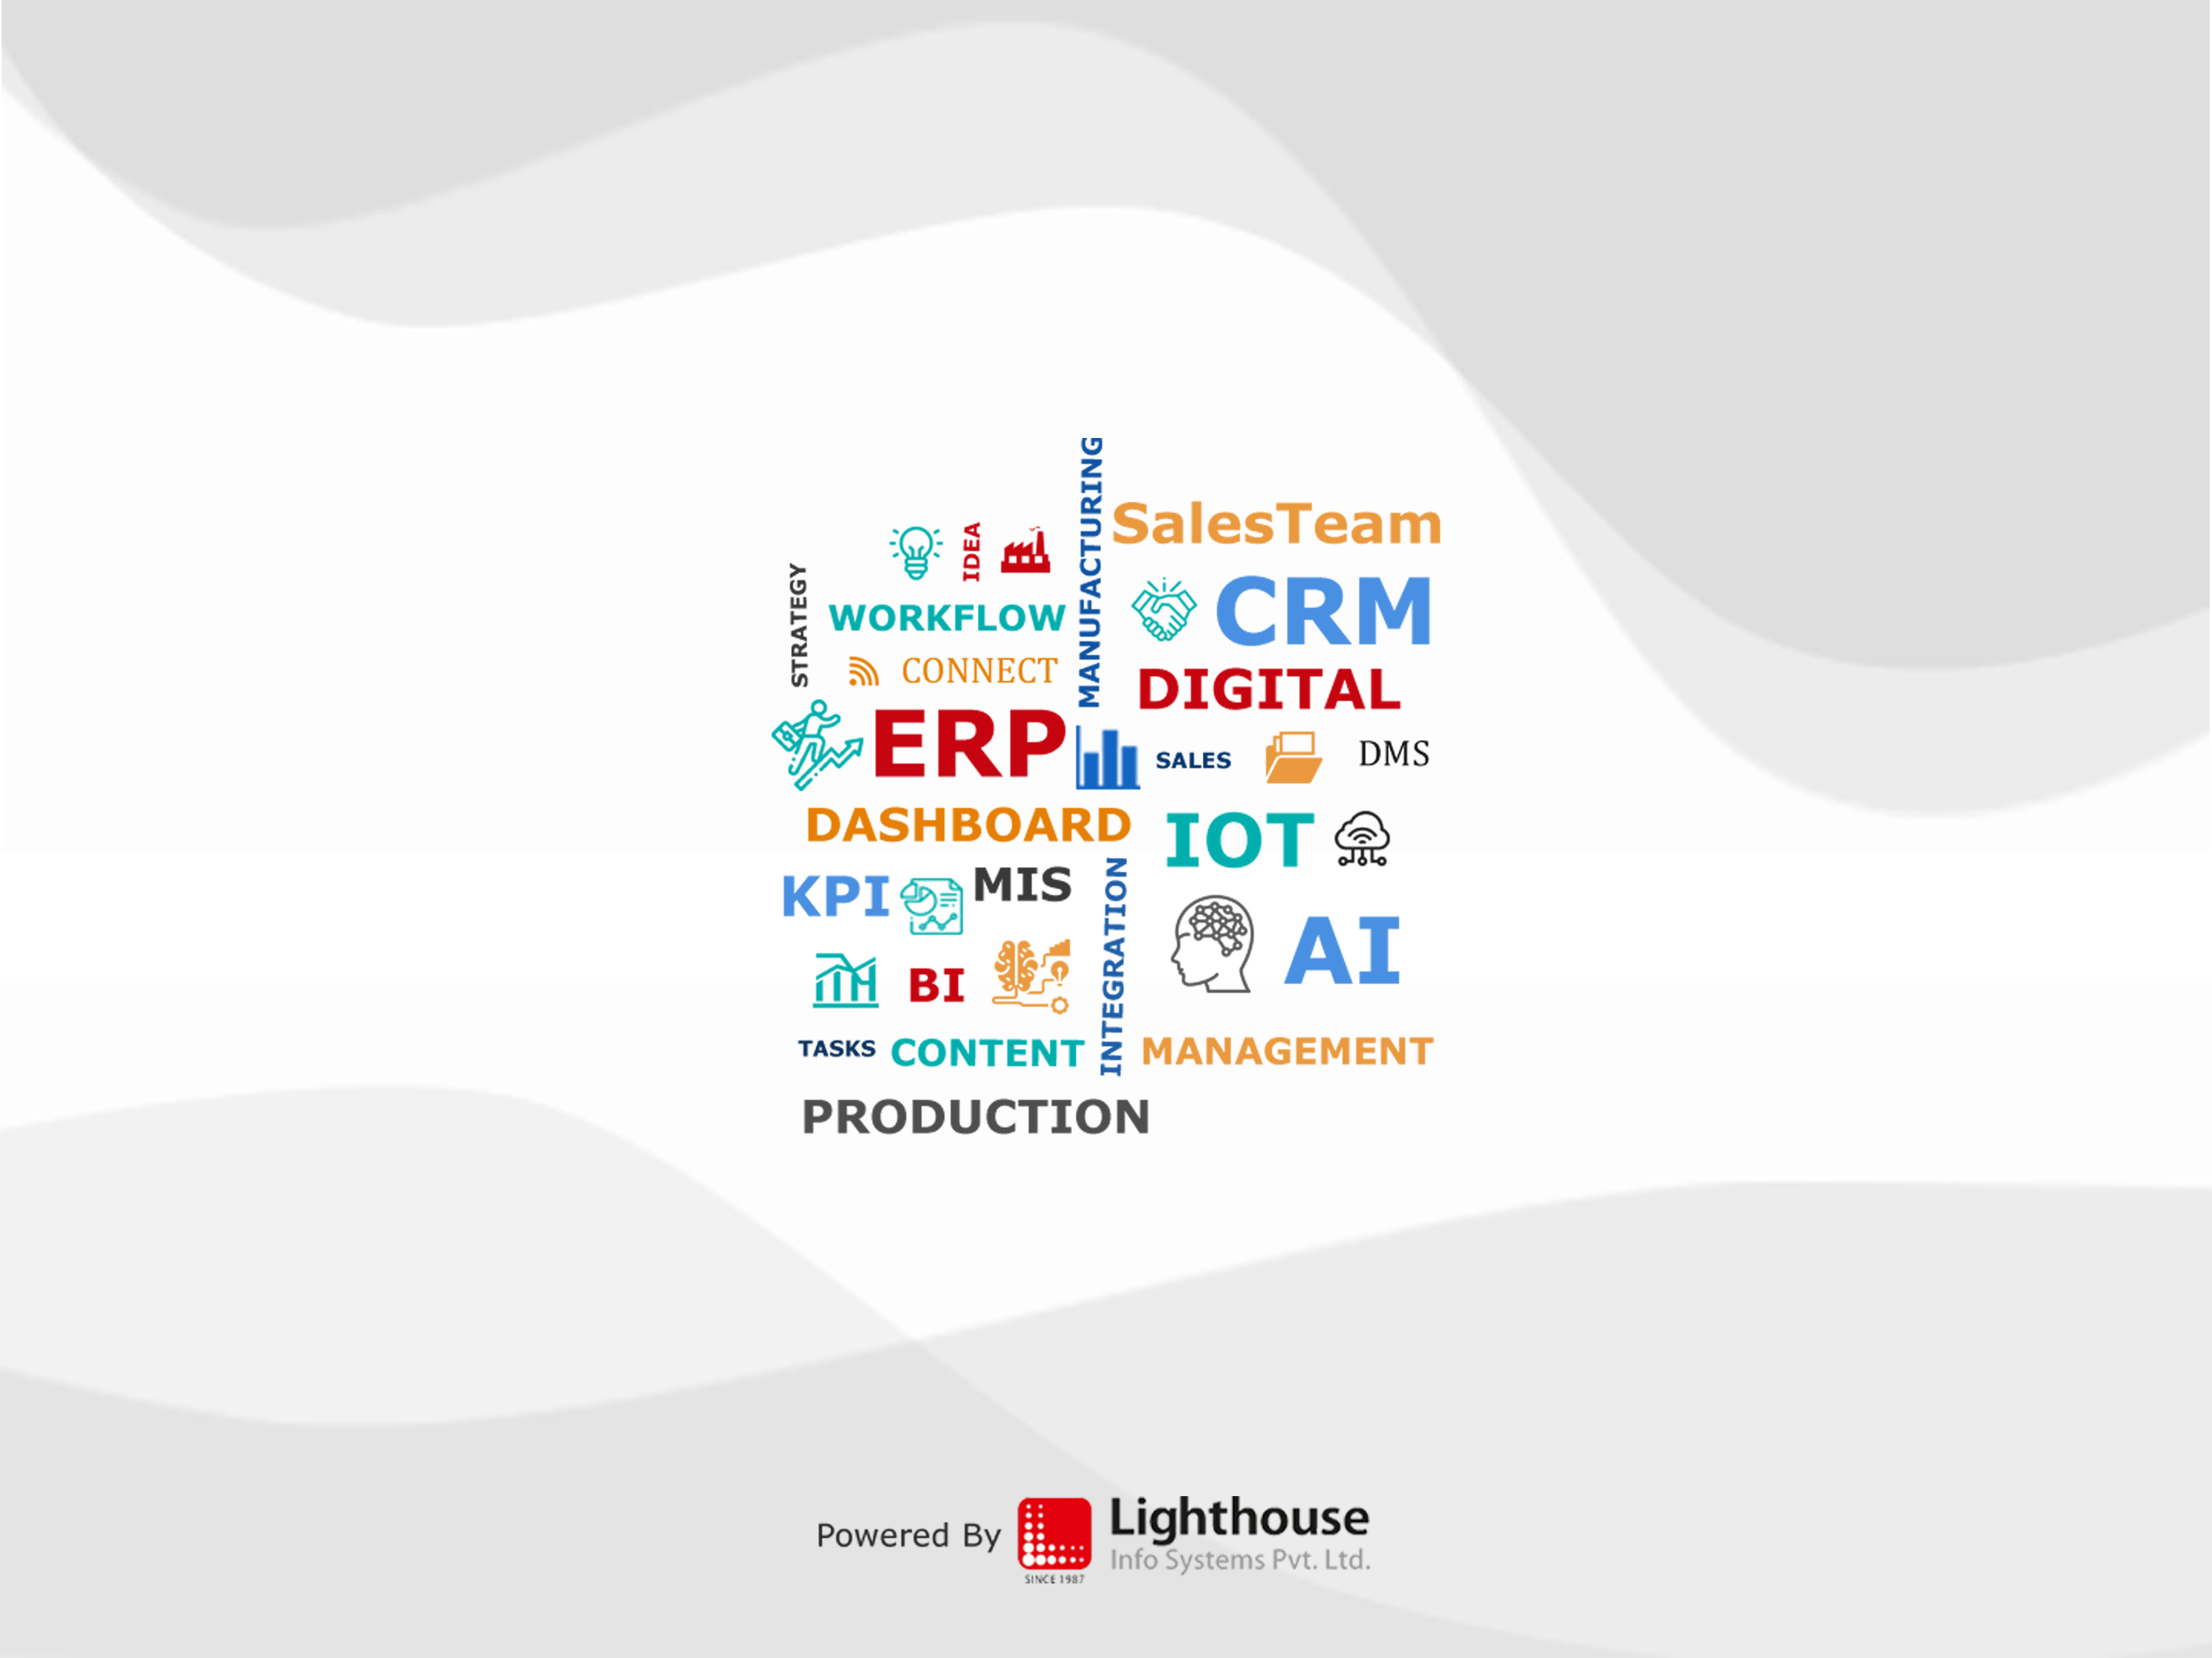 MANUFACTURING
SalesTeam
IDEA
STRATEGY
WORKFLOW
CRM
CONNECT
DIGITAL
ERP
SALES
DMS
DASHBOARD
IOT
KPI
MIS
INTEGRATION
AI
BI
TASKS
CONTENT
MANAGEMENT
PRODUCTION
Powered By
Lighthouse
Info Systems Pvt. Ltd.
SINCE 1987